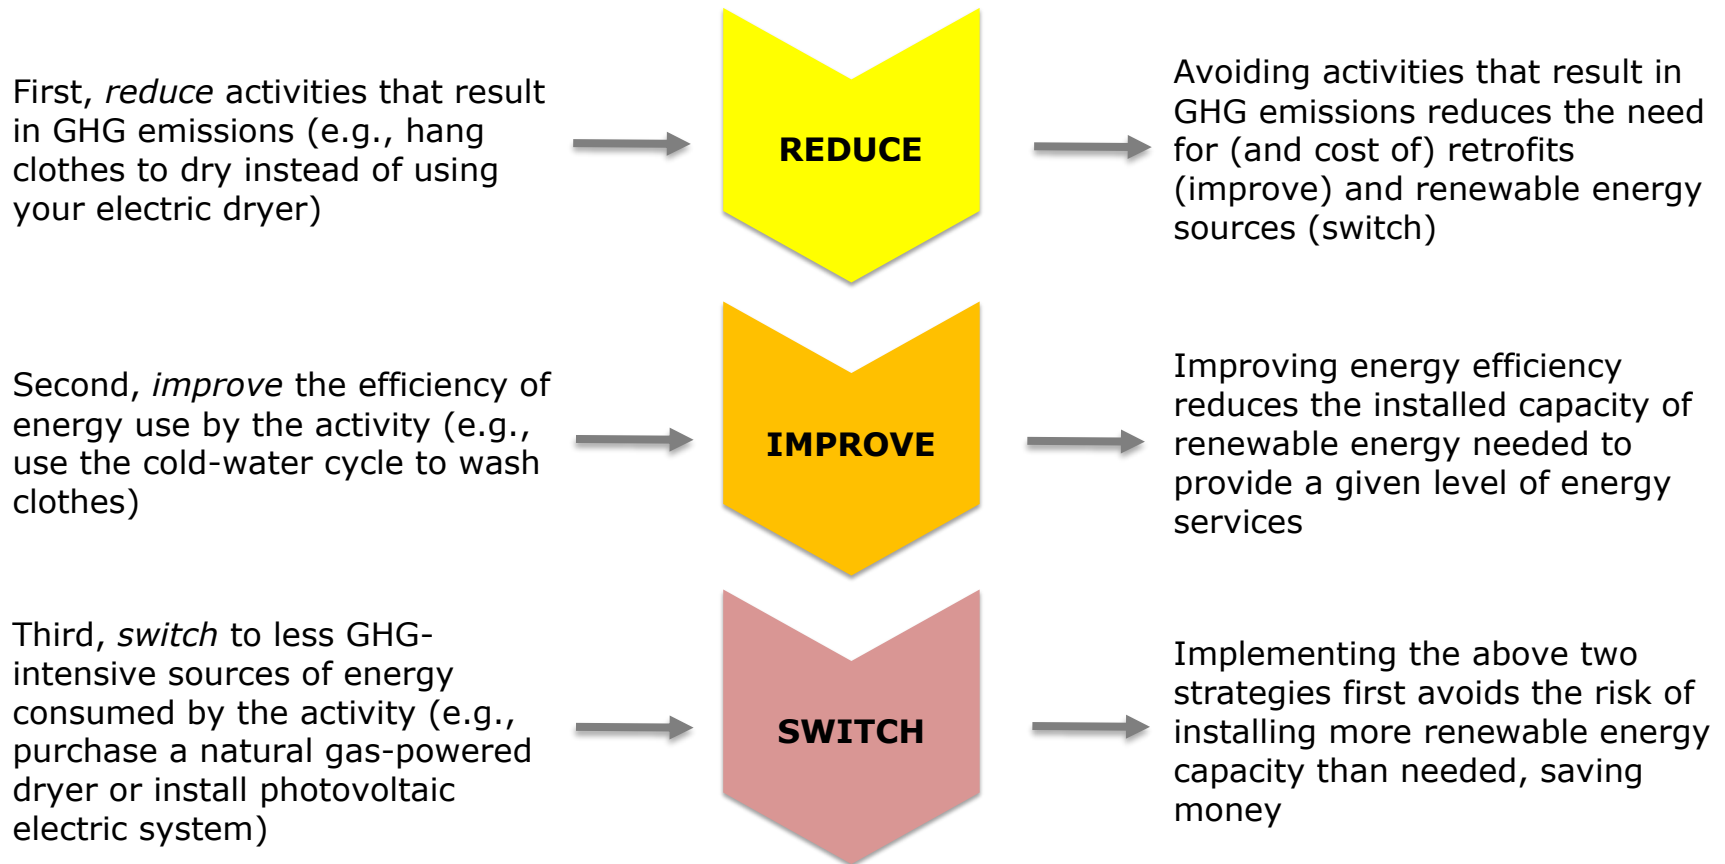 First, reduce activities that result
in GHG emissions (e.g., hang
clothes to dry instead of using
your electric dryer)
REDUCE
Avoiding activities that result in
GHG emissions reduces the need
for (and cost of) retrofits
(improve) and renewable energy
sources (switch)
Second, improve the efficiency of
energy use by the activity (e.g.,
use the cold-water cycle to wash
clothes)
IMPROVE
Improving energy efficiency
reduces the installed capacity of
renewable energy needed to
provide a given level of energy
services
Third, switch to less GHG-
intensive sources of energy
consumed by the activity (e.g.,
purchase a natural gas-powered
dryer or install photovoltaic
electric system)
SWITCH
Implementing the above two
strategies first avoids the risk of
installing more renewable energy
capacity than needed, saving
money